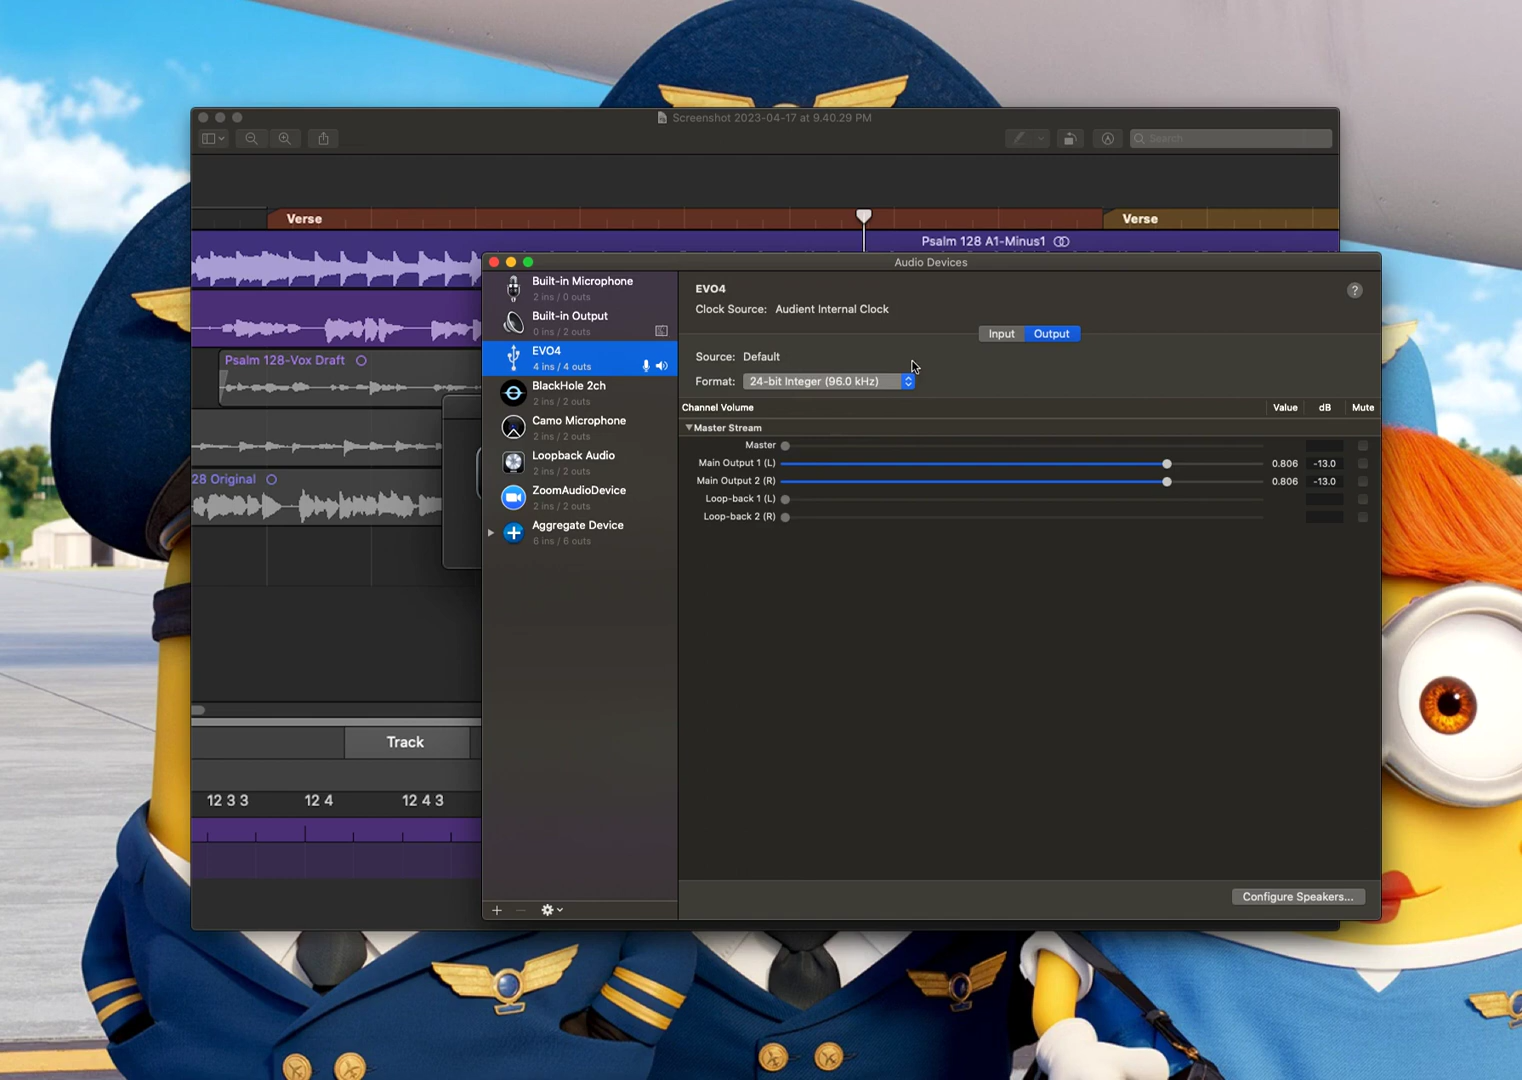 Screenshot 2023-04-17 at 9.40.29 PM
Search
Verse
Verse
Psalm 128 A1-Minus1
Psalm 128-Vox Draft
28 Original
Track
12 3 3
12 4
12 4 3
Audio Devices
Built-in Microphone
2 ins / 0 outs
Built-in Output
0 ins / 2 outs
EVO4
4 ins / 4 outs
BlackHole 2ch
2 ins / 2 outs
Camo Microphone
2 ins / 2 outs
Loopback Audio
2 ins / 2 outs
ZoomAudioDevice
2 ins / 2 outs
Aggregate Device
6 ins / 6 outs
EVO4
?
Clock Source: Audient Internal Clock
Input Output
Source: Default
Format: 24-bit Integer (96.0 kHz)
Channel Volume Value dB Mute
Master Stream
Master
Main Output 1 (L) 0.806 -13.0
Main Output 2 (R) 0.806 -13.0
Loop-back 1 (L)
Loop-back 2 (R)
Configure Speakers...